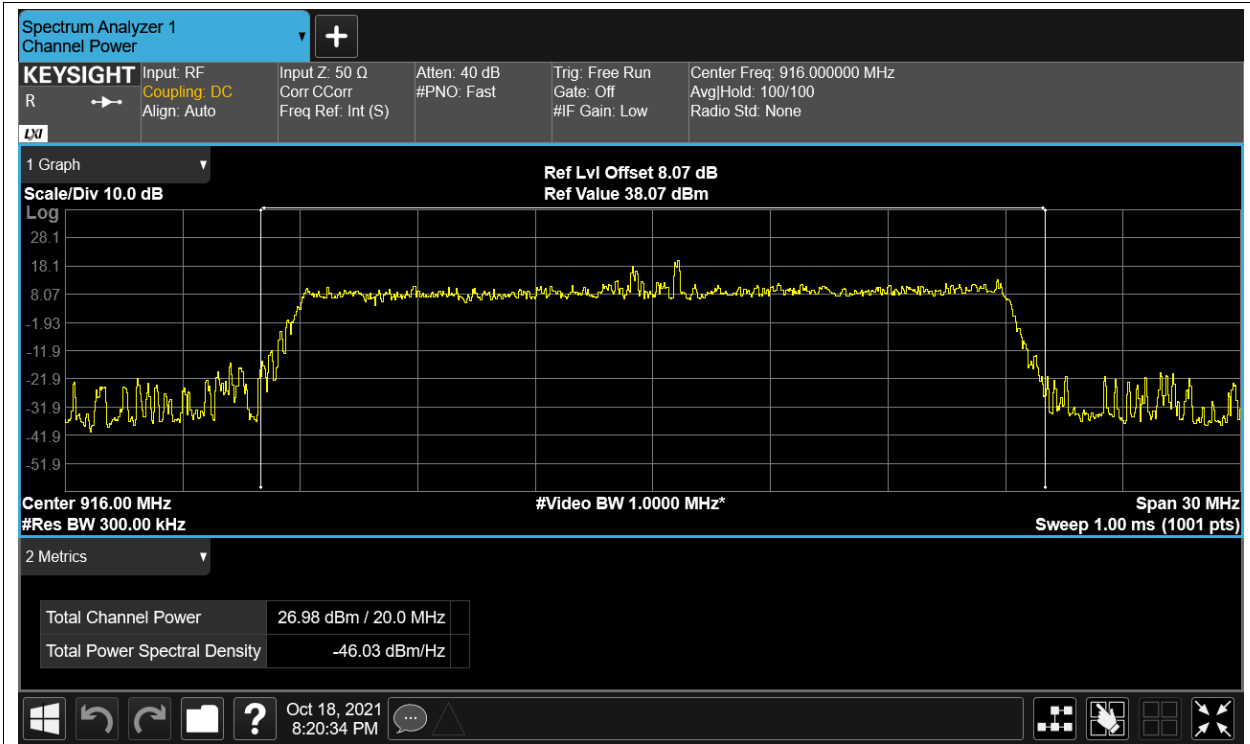 Spectrum Analyzer 1
Channel Power
KEYSIGHT
R
LXI
Input: RF
Coupling: DC
Align: Auto
Input Z: 50 Ω
Corr CCorr
Freq Ref: Int (S)
Atten: 40 dB
#PNO: Fast
Trig: Free Run
Gate: Off
#IF Gain: Low
Center Freq: 916.000000 MHz
Avg|Hold: 100/100
Radio Std: None
1 Graph
Scale/Div 10.0 dB
Ref Lvl Offset 8.07 dB
Ref Value 38.07 dBm
Log
28.1
18.1
8.07
-1.93
-11.9
-21.9
-31.9
-41.9
-51.9
Center 916.00 MHz
#Video BW 1.0000 MHz*
Span 30 MHz
#Res BW 300.00 kHz
Sweep 1.00 ms (1001 pts)
2 Metrics
Total Channel Power 26.98 dBm / 20.0 MHz
Total Power Spectral Density -46.03 dBm/Hz
?
Oct 18, 2021
8:20:34 PM